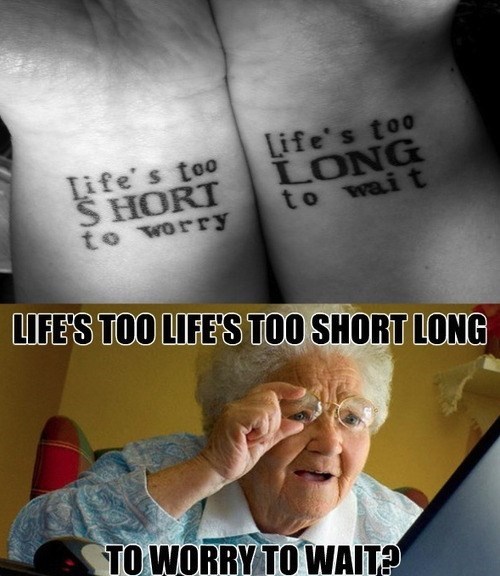 Life's too
SHORT
to worry
Life's too
LONG
to wait
LIFE'S TOO LIFE'S TOO SHORT LONG
TO WORRY TO WAIT?